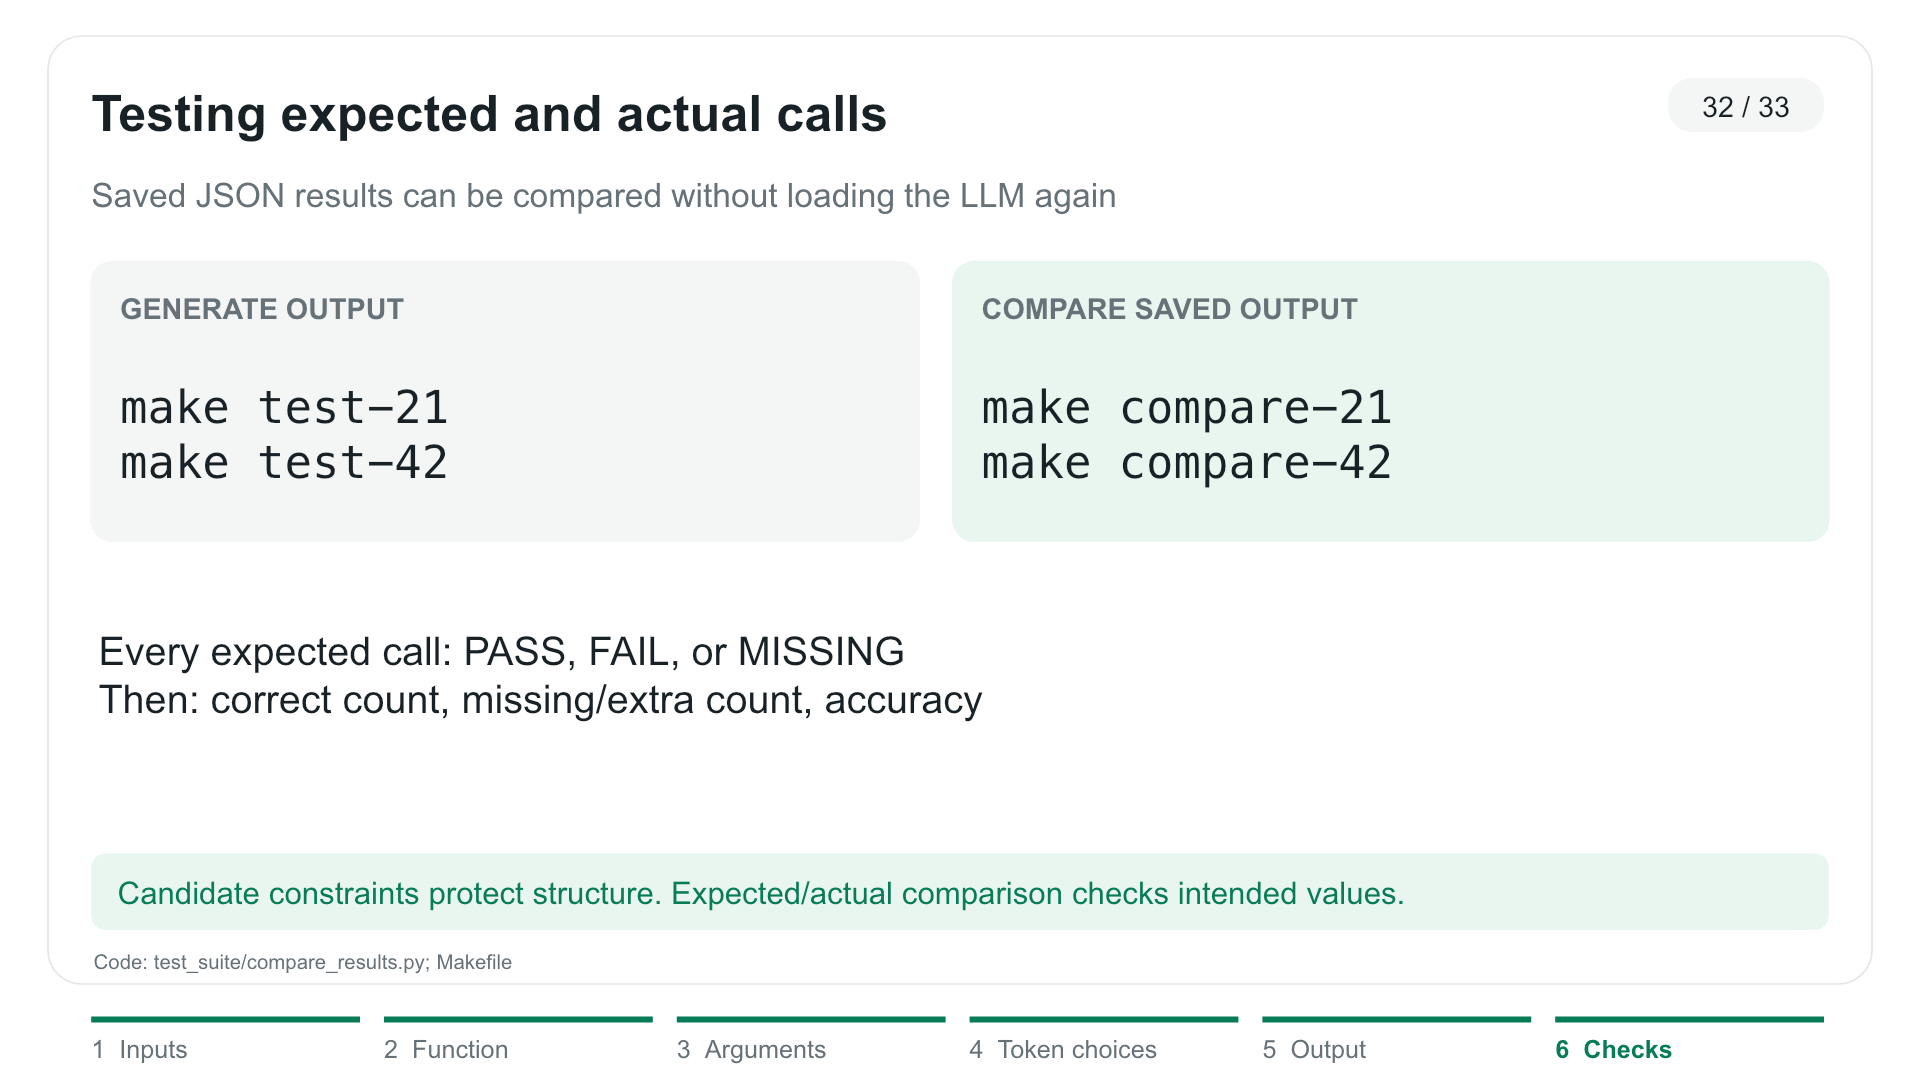 Testing expected and actual calls
32 / 33
Saved JSON results can be compared without loading the LLM again
GENERATE OUTPUT
make test-21
make test-42
COMPARE SAVED OUTPUT
make compare-21
make compare-42
Every expected call: PASS, FAIL, or MISSING
Then: correct count, missing/extra count, accuracy
Candidate constraints protect structure. Expected/actual comparison checks intended values.
Code: test_suite/compare_results.py; Makefile
1 Inputs
2 Function
3 Arguments
4 Token choices
5 Output
6 Checks